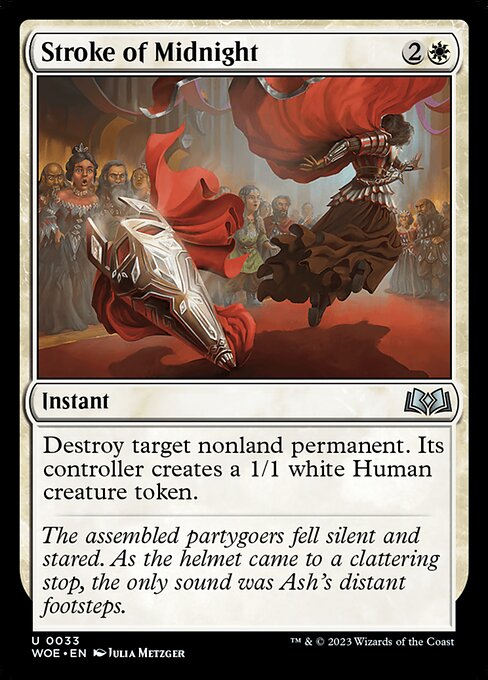 Stroke of Midnight 2
Instant
Destroy target nonland permanent. Its
controller creates a 1/1 white Human
creature token.
The assembled partygoers fell silent and
stared. As the helmet came to a clattering
stop, the only sound was Ash's distant
footsteps.
U 0033
WOE • EN Julia Metzger
™ & © 2023 Wizards of the Coast